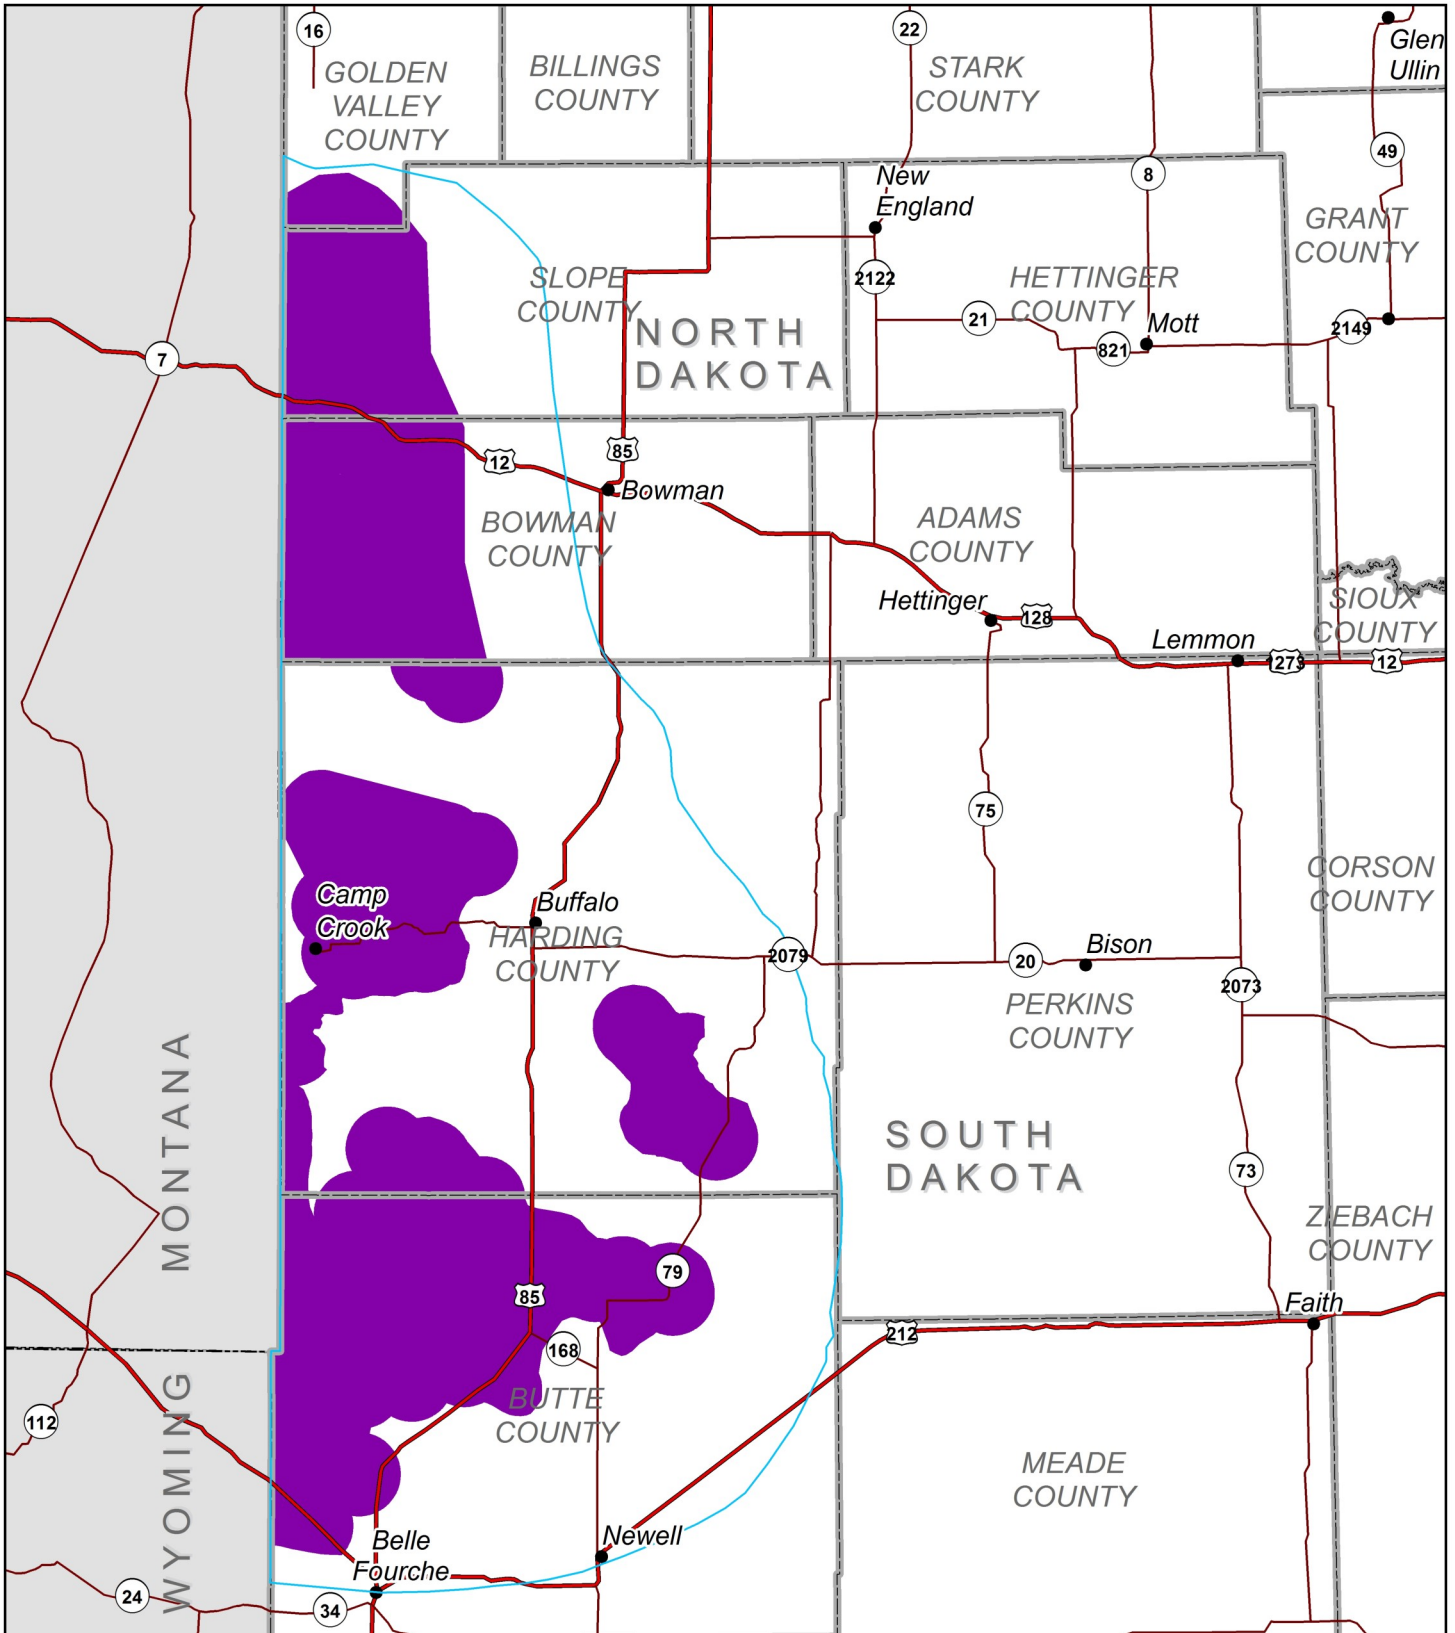 16
22
Glen
Ullin
GOLDEN
VALLEY
COUNTY
BILLINGS
COUNTY
STARK
COUNTY
49
8
New
England
GRANT
COUNTY
SLOPE
COUNTY
2122
HETTINGER
COUNTY
21
Mott
821
2149
NORTH
DAKOTA
7
12
85
Bowman
BOWMAN
COUNTY
ADAMS
COUNTY
Hettinger
128
SIOUX
COUNTY
Lemmon
1273
12
75
CORSON
COUNTY
Camp
Crook
Buffalo
HARDING
COUNTY
2079
20
Bison
2073
PERKINS
COUNTY
MONTANA
SOUTH
DAKOTA
73
ZIEBACH
COUNTY
79
85
Faith
212
168
BUTTE
COUNTY
112
WYOMING
MEADE
COUNTY
Belle
Fourche
Newell
24
34